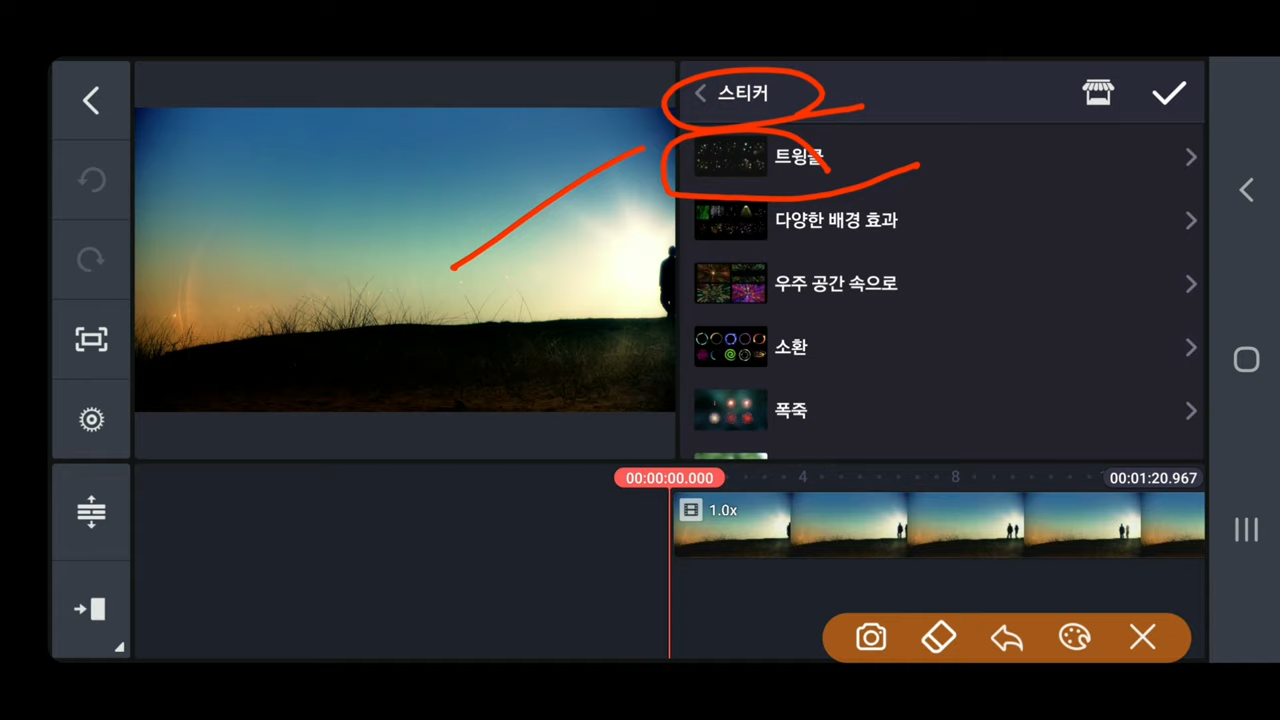 스티커
트윙클
다양한 배경 효과
우주 공간 속으로
소환
폭죽
00:00:00.000
4
8
00:01:20.967
1.0x